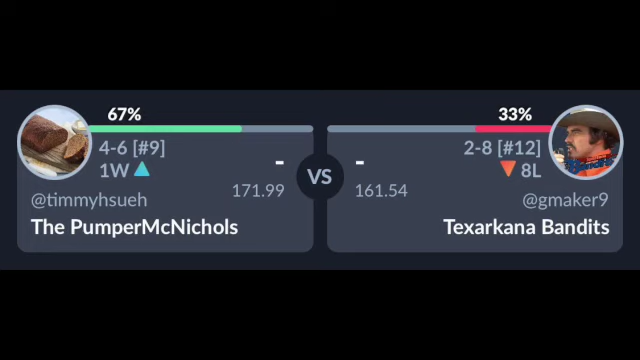 67%
4-6 [#9]
1W
-
171.99
@timmyhsueh
The PumperMcNichols
VS
33%
2-8 [#12]
8L
-
161.54
@gmaker9
Texarkana Bandits